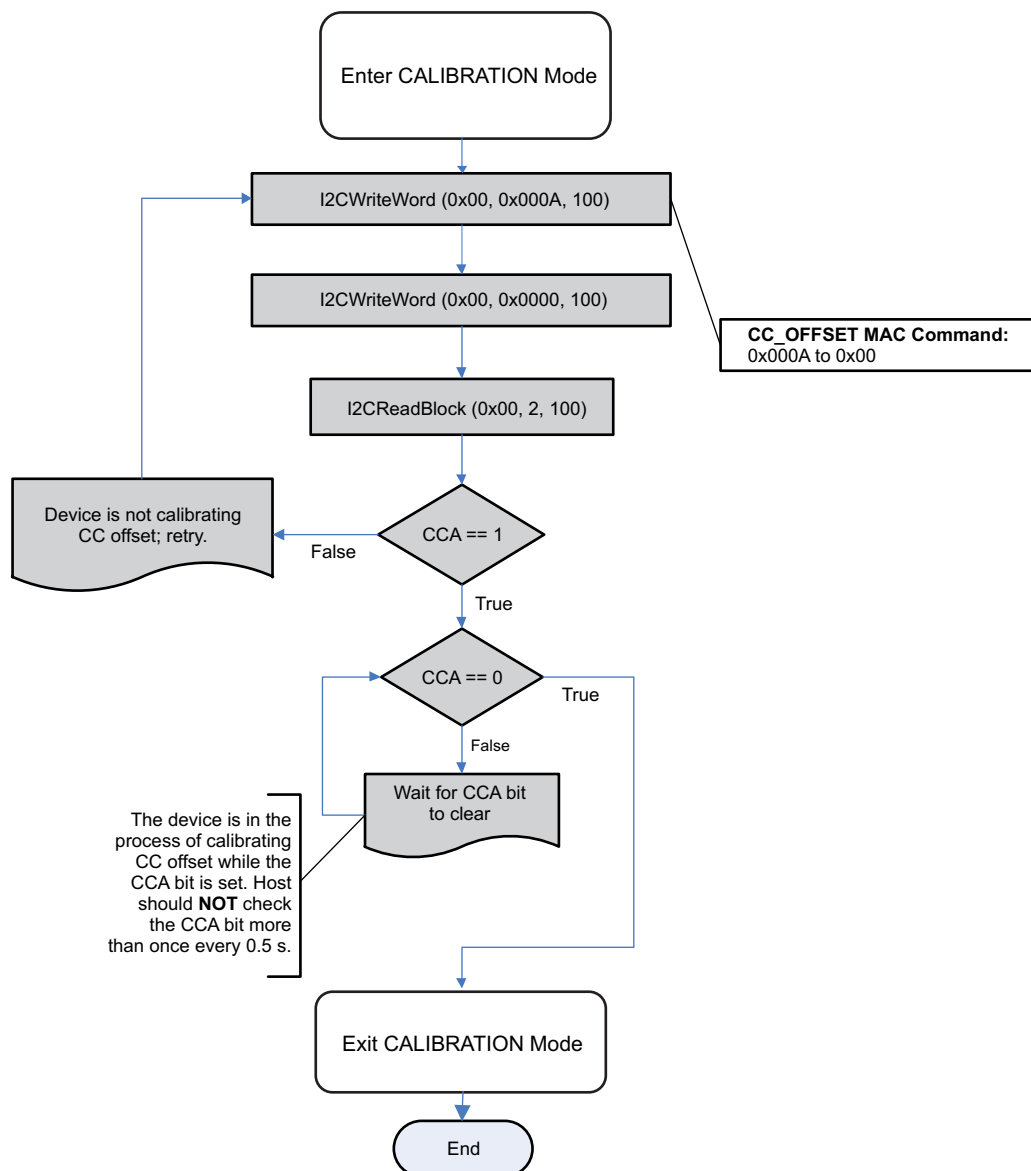 Enter CALIBRATION Mode
I2CWriteWord (0x00, 0x000A, 100)
I2CWriteWord (0x00, 0x0000, 100)
CC_OFFSET MAC Command:
0x000A to 0x00
I2CReadBlock (0x00, 2, 100)
Device is not calibrating
CC offset; retry.
CCA == 1
False
True
CCA == 0
True
False
Wait for CCA bit
to clear
The device is in the
process of calibrating
CC offset while the
CCA bit is set. Host
should NOT check
the CCA bit more
than once every 0.5 s.
Exit CALIBRATION Mode
End